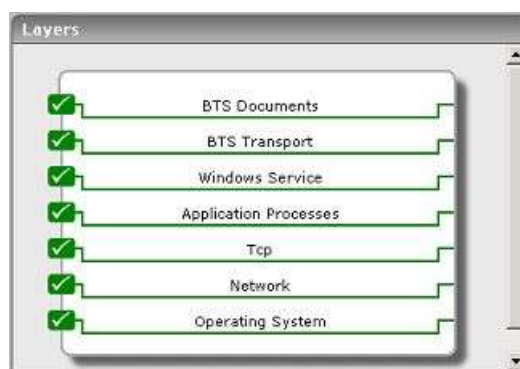 Layers
BTS Documents
BTS Transport
Windows Service
Application Processes
Tcp
Network
Operating System